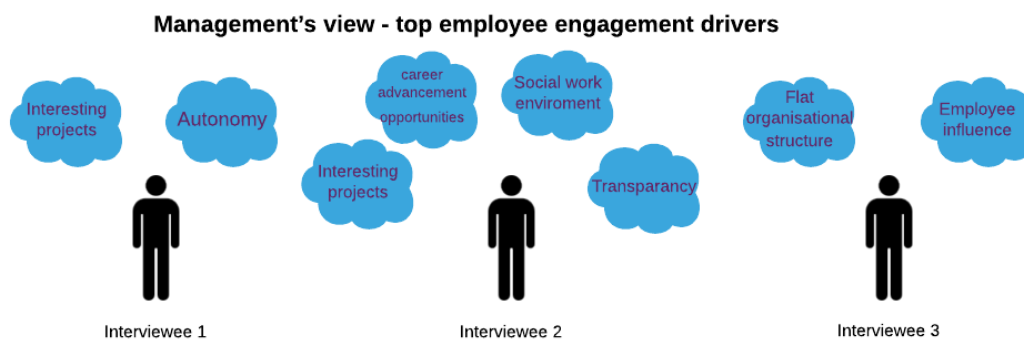 Management's view - top employee engagement drivers
Interesting
projects
Autonomy
career
advancement
opportunities
Social work
enviroment
Interesting
projects
Transparancy
Flat
organisational
structure
Employee
influence
Interviewee 1
Interviewee 2
Interviewee 3